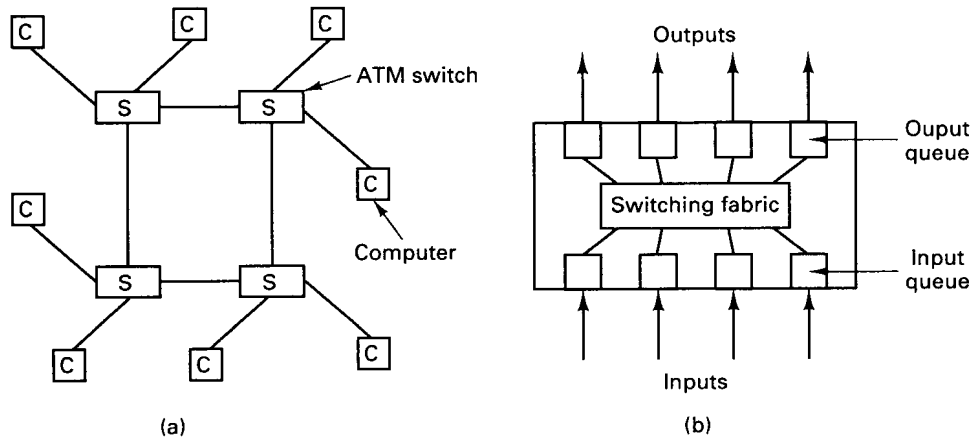 C
C
C
ATM switch
S
S
C
C
Computer
S
S
C
C
C
(a)
Outputs
Ouput
queue
Switching fabric
Input
queue
Inputs
(b)